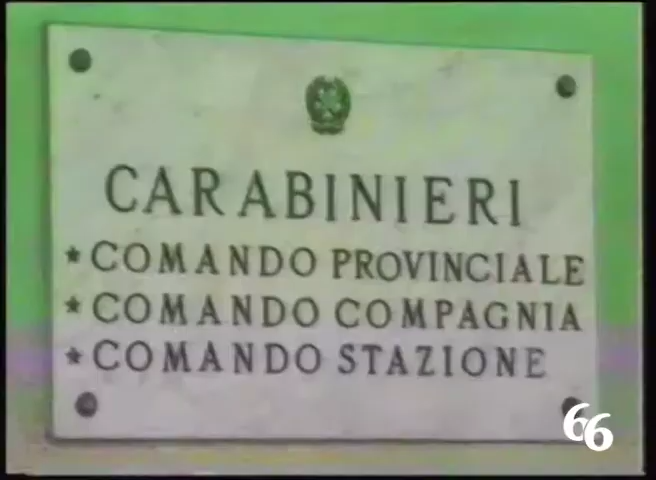 CARABINIERI
* COMANDO PROVINCIALE
* COMANDO COMPAGNIA
* COMANDO STAZIONE
66